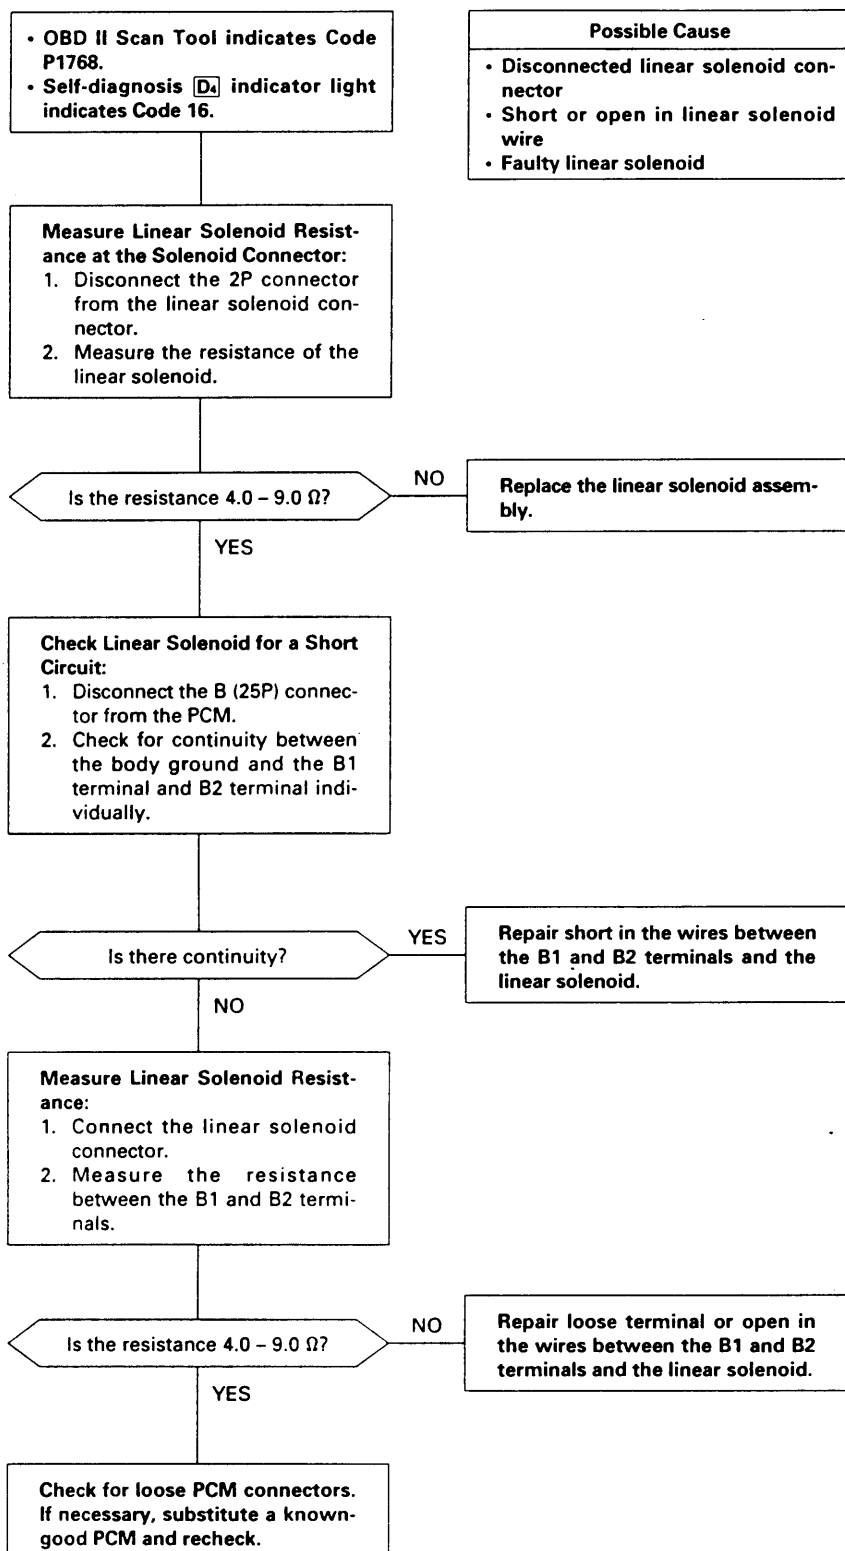 • OBD II Scan Tool indicates Code
P1768.
• Self-diagnosis D4 indicator light
indicates Code 16.
Possible Cause
• Disconnected linear solenoid con-
nector
• Short or open in linear solenoid
wire
• Faulty linear solenoid
Measure Linear Solenoid Resist-
ance at the Solenoid Connector:
1. Disconnect the 2P connector
from the linear solenoid con-
nector.
2. Measure the resistance of the
linear solenoid.
Is the resistance 4.0 – 9.0 Ω?
NO
Replace the linear solenoid assem-
bly.
YES
Check Linear Solenoid for a Short
Circuit:
1. Disconnect the B (25P) connec-
tor from the PCM.
2. Check for continuity between
the body ground and the B1
terminal and B2 terminal indi-
vidually.
Is there continuity?
YES
Repair short in the wires between
the B1 and B2 terminals and the
linear solenoid.
NO
Measure Linear Solenoid Resist-
ance:
1. Connect the linear solenoid
connector.
2. Measure the resistance
between the B1 and B2 termi-
nals.
Is the resistance 4.0 – 9.0 Ω?
NO
Repair loose terminal or open in
the wires between the B1 and B2
terminals and the linear solenoid.
YES
Check for loose PCM connectors.
If necessary, substitute a known-
good PCM and recheck.